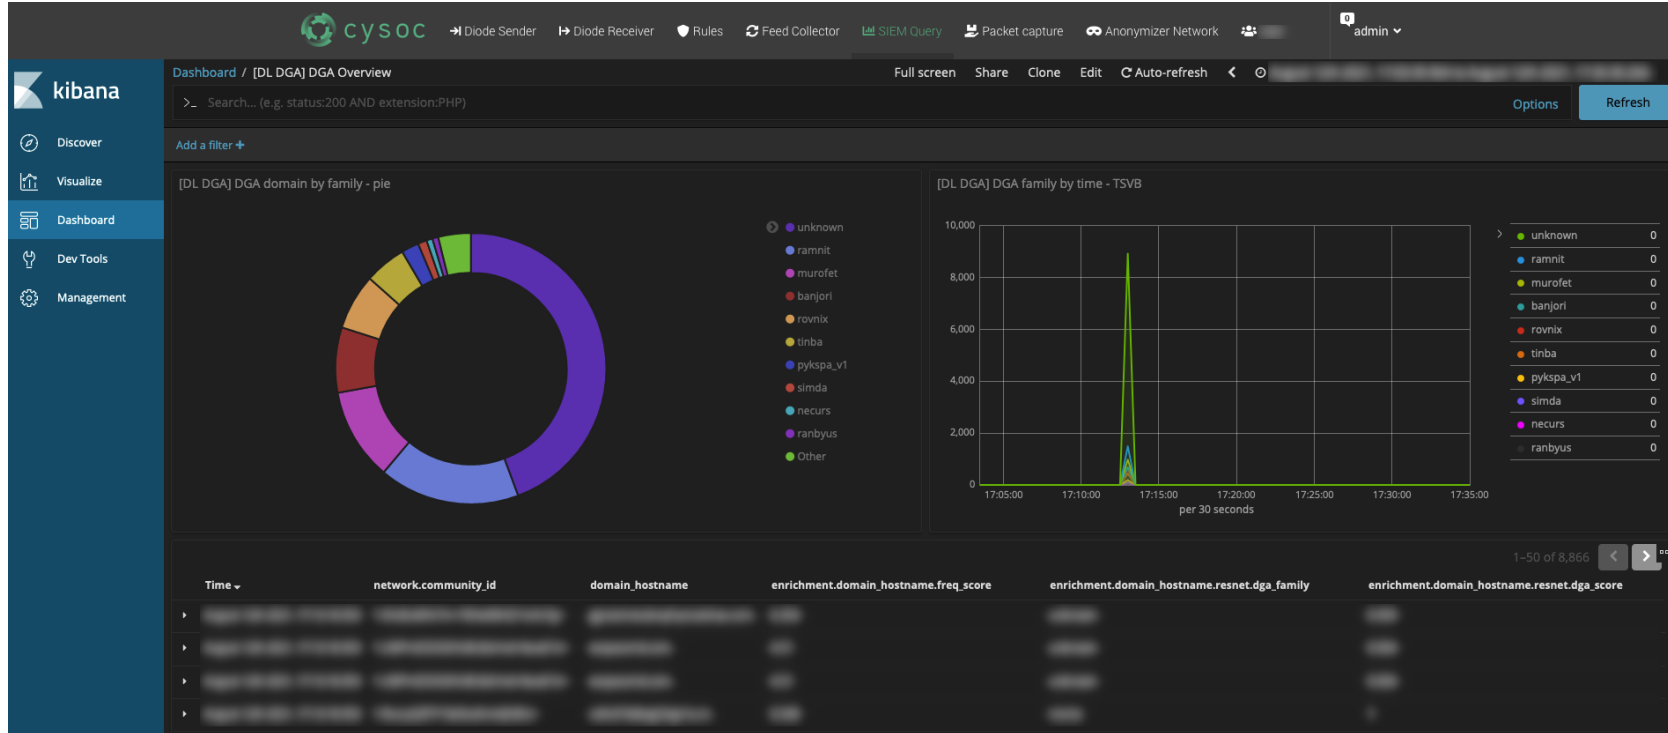 cysoc Diode Sender Diode Receiver Rules Feed Collector SIEM Query Packet capture Anonymizer Network 0 admin
kibana
Dashboard / [DL DGA] DGA Overview Full screen Share Clone Edit Auto-refresh
>_ Search... (e.g. status:200 AND extension:PHP) Options Refresh
Add a filter +
Discover
Visualize
Dashboard
Dev Tools
Management
[DL DGA] DGA domain by family - pie
unknown
ramnit
murofet
banjori
rovnix
tinba
pykspa_v1
simda
necurs
ranbyus
Other
[DL DGA] DGA family by time - TSVB
10,000
8,000
6,000
4,000
2,000
0
17:05:00 17:10:00 17:15:00 17:20:00 17:25:00 17:30:00 17:35:00
per 30 seconds
unknown 0
ramnit 0
murofet 0
banjori 0
rovnix 0
tinba 0
pykspa_v1 0
simda 0
necurs 0
ranbyus 0
1–50 of 8,866
Time network.community_id domain_hostname enrichment.domain_hostname.freq_score enrichment.domain_hostname.resnet.dga_family enrichment.domain_hostname.resnet.dga_score